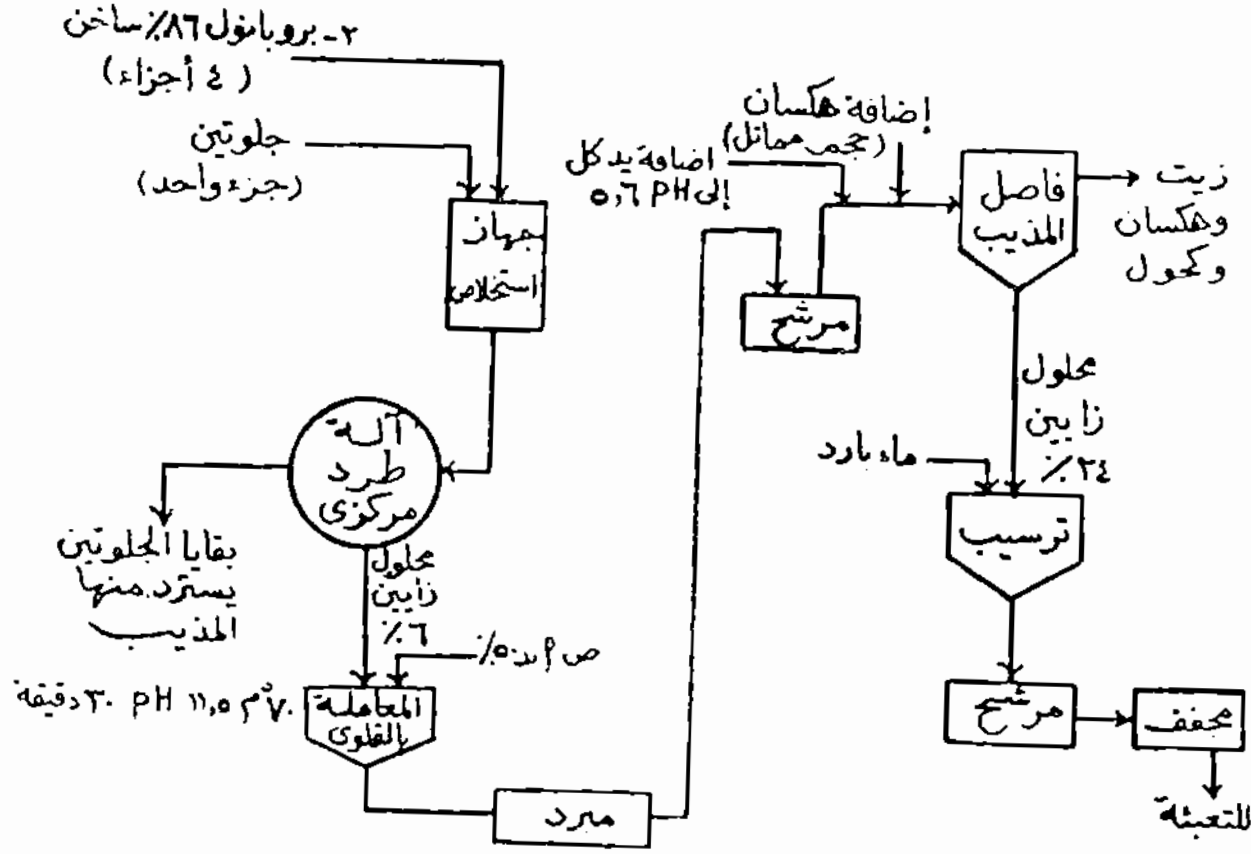 ٢- بروبانول ٨٦٪ ساخن
(٤ أجزاء)
جلوتين
(جزء واحد)
جهاز
استخلاص
آلة
طرد
مركزى
بقايا الجلوتين
يسترد منها
المذيب
محلول
زايين
٦٪
ص أ يد ٥٠٪
المعاملة
بالقلوى
٧٠°م pH ١١,٥ ٣٠ دقيقة
مبرد
مرشح
اضافة يد كل
إلى pH ٥,٦
إضافة هكسان
(حجم مماثل)
فاصل
المذيب
زيت
وهكسان
وكحول
محلول
زايين
٢٤٪
ماء بارد
ترسيب
مرشح
مجفف
للتعبئة